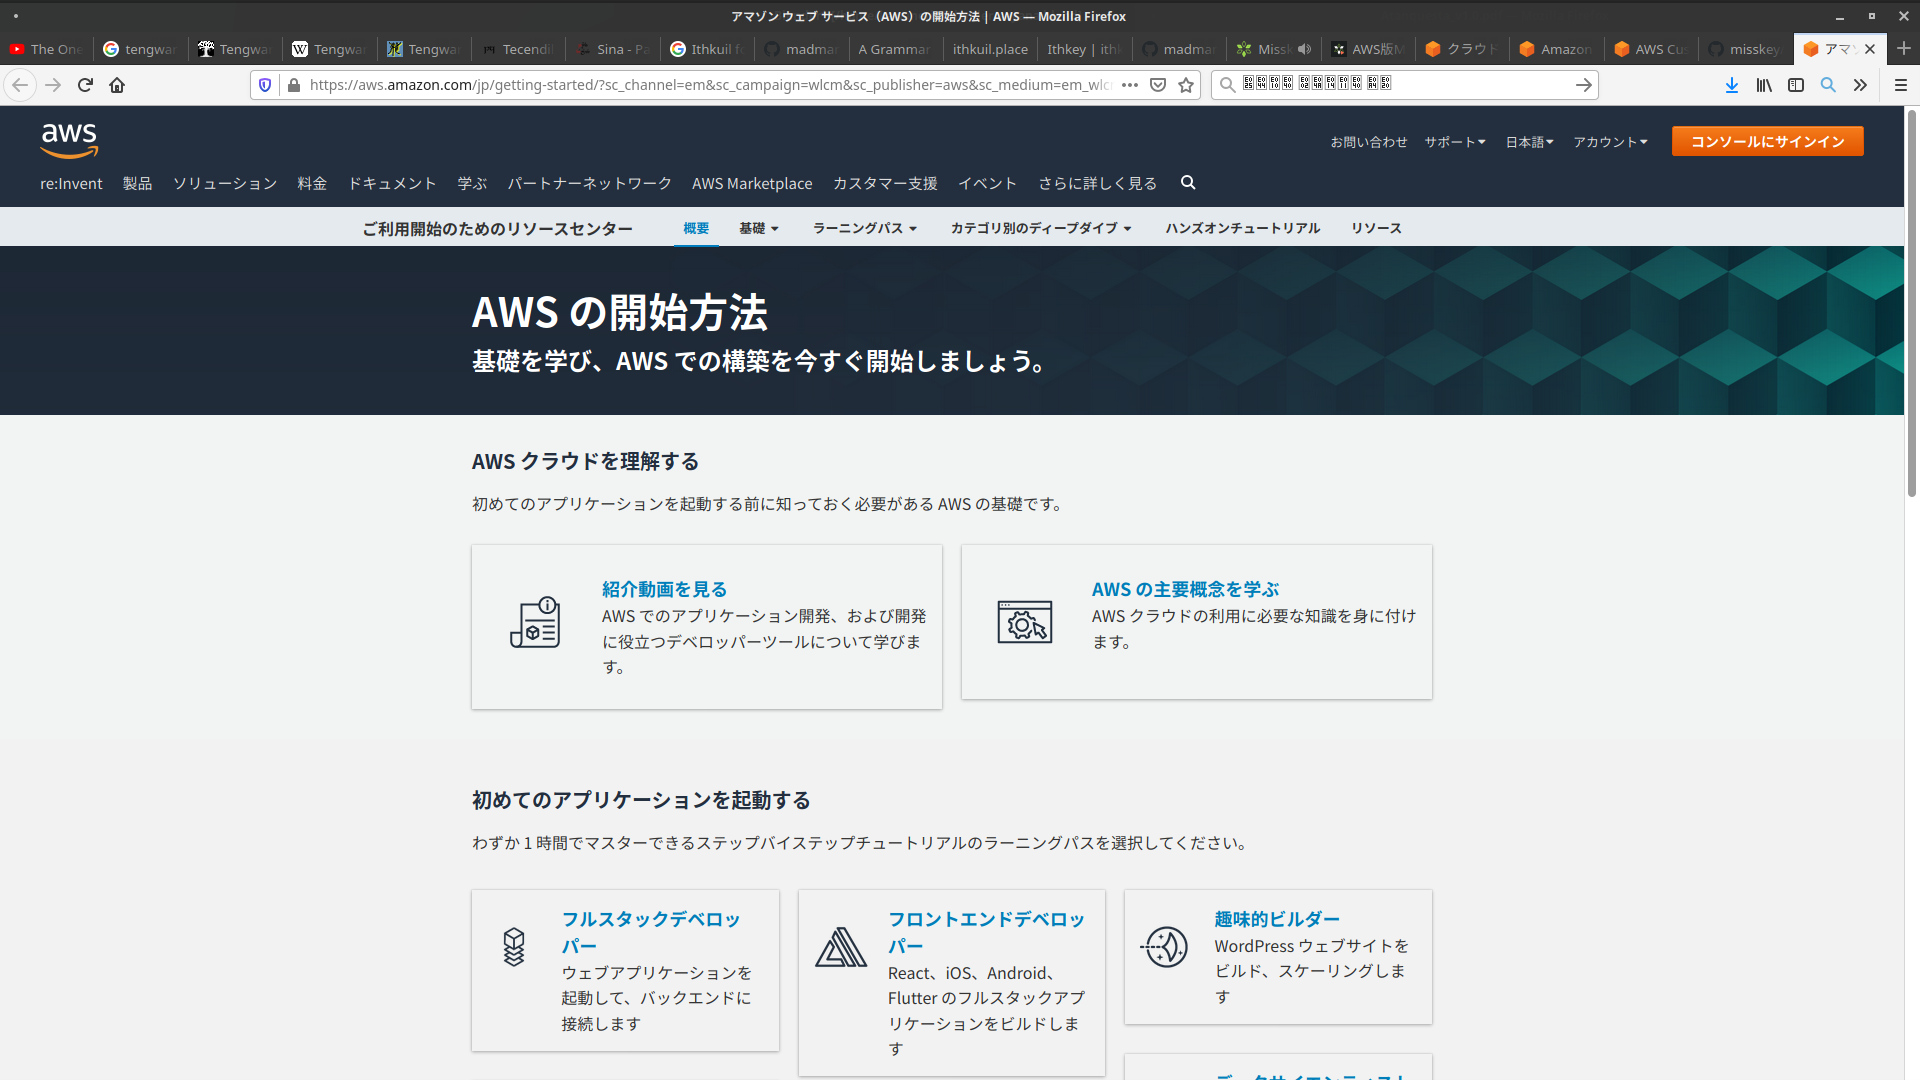 アマゾン ウェブ サービス（AWS）の開始方法 | AWS — Mozilla Firefox
The One
tengwar
Tengwa
Tengwar
Tengwar
Tecendil
Sina - Pa
Ithkuil f
madmar
A Grammar
ithkuil.place
Ithkey | ithk
madmar
Missk
AWS版M
クラウド
Amazon
AWS Cu
misskey
アマゾ
https://aws.amazon.com/jp/getting-started/?sc_channel=em&sc_campaign=wlcm&sc_publisher=aws&sc_medium=em_wlc
aws
お問い合わせ サポート 日本語 アカウント コンソールにサインイン
re:Invent 製品 ソリューション 料金 ドキュメント 学ぶ パートナーネットワーク AWS Marketplace カスタマー支援 イベント さらに詳しく見る
ご利用開始のためのリソースセンター 概要 基礎 ラーニングパス カテゴリ別のディープダイブ ハンズオンチュートリアル リソース
AWS の開始方法
基礎を学び、AWS での構築を今すぐ開始しましょう。
AWS クラウドを理解する
初めてのアプリケーションを起動する前に知っておく必要がある AWS の基礎です。
紹介動画を見る
AWS でのアプリケーション開発、および開発
に役立つデベロッパーツールについて学びま
す。
AWS の主要概念を学ぶ
AWS クラウドの利用に必要な知識を身に付け
ます。
初めてのアプリケーションを起動する
わずか 1 時間でマスターできるステップバイステップチュートリアルのラーニングパスを選択してください。
フルスタックデベロッ
パー
ウェブアプリケーションを
起動して、バックエンドに
接続します
フロントエンドデベロッ
パー
React、iOS、Android、
Flutter のフルスタックアプ
リケーションをビルドしま
す
趣味的ビルダー
WordPress ウェブサイトを
ビルド、スケーリングしま
す
データサイエンティスト